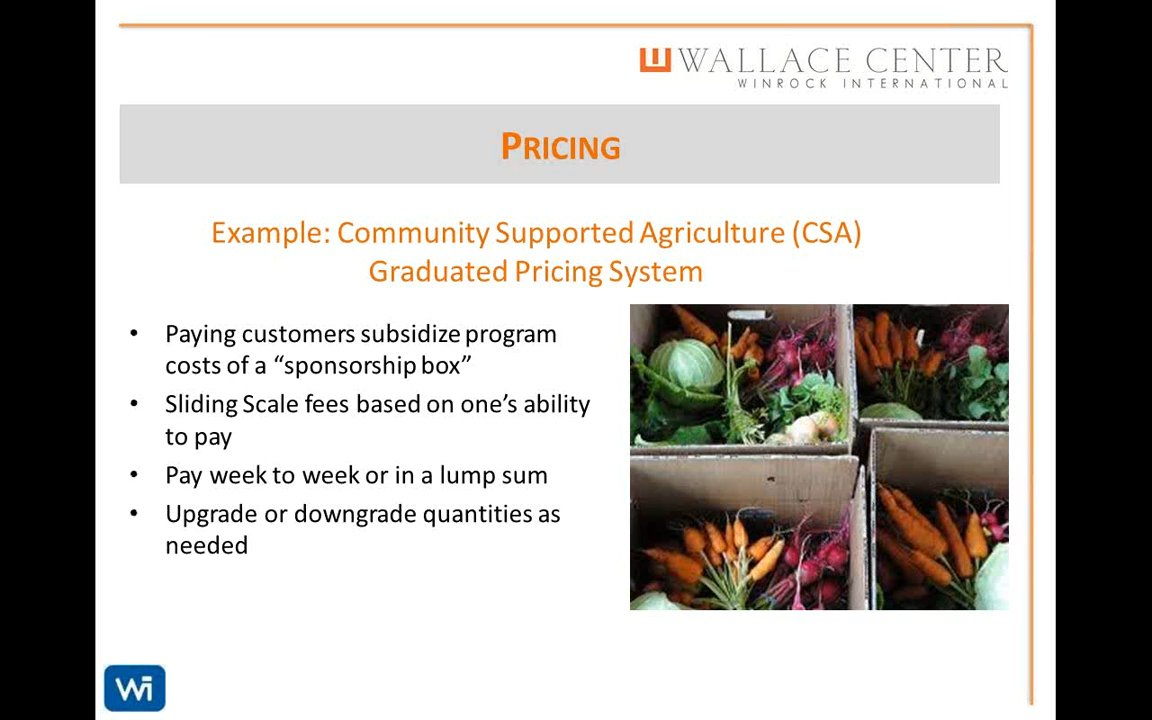 WALLACE CENTER
WINROCK INTERNATIONAL
PRICING
Example: Community Supported Agriculture (CSA)
Graduated Pricing System
• Paying customers subsidize program
costs of a “sponsorship box”
• Sliding Scale fees based on one’s ability
to pay
• Pay week to week or in a lump sum
• Upgrade or downgrade quantities as
needed
Wi